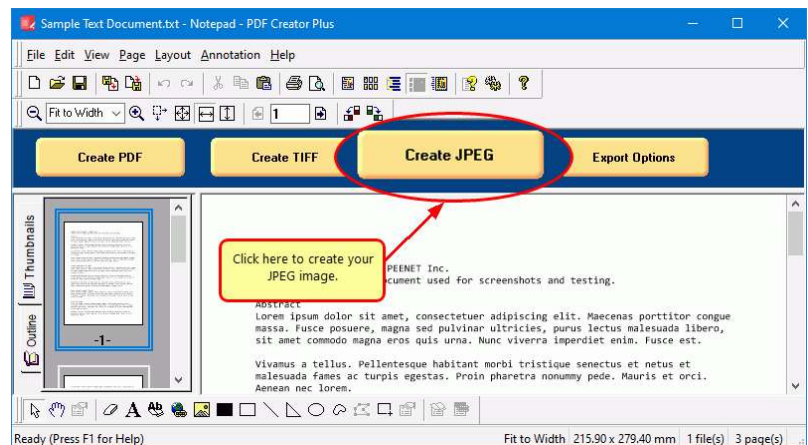 Sample Text Document.txt - Notepad - PDF Creator Plus
File Edit View Page Layout Annotation Help
Fit to Width 1
Create PDF Create TIFF Create JPEG Export Options
Thumbnails
Outline
-1-
Click here to create your
JPEG image.
PEENET Inc.
document used for screenshots and testing.
Abstract
Lorem ipsum dolor sit amet, consectetuer adipiscing elit. Maecenas porttitor congue
massa. Fusce posuere, magna sed pulvinar ultricies, purus lectus malesuada libero,
sit amet commodo magna eros quis urna. Nunc viverra imperdiet enim. Fusce est.
Vivamus a tellus. Pellentesque habitant morbi tristique senectus et netus et
malesuada fames ac turpis egestas. Proin pharetra nonummy pede. Mauris et orci.
Aenean nec lorem.
Ready (Press F1 for Help) Fit to Width 215.90 x 279.40 mm 1 file(s) 3 page(s)